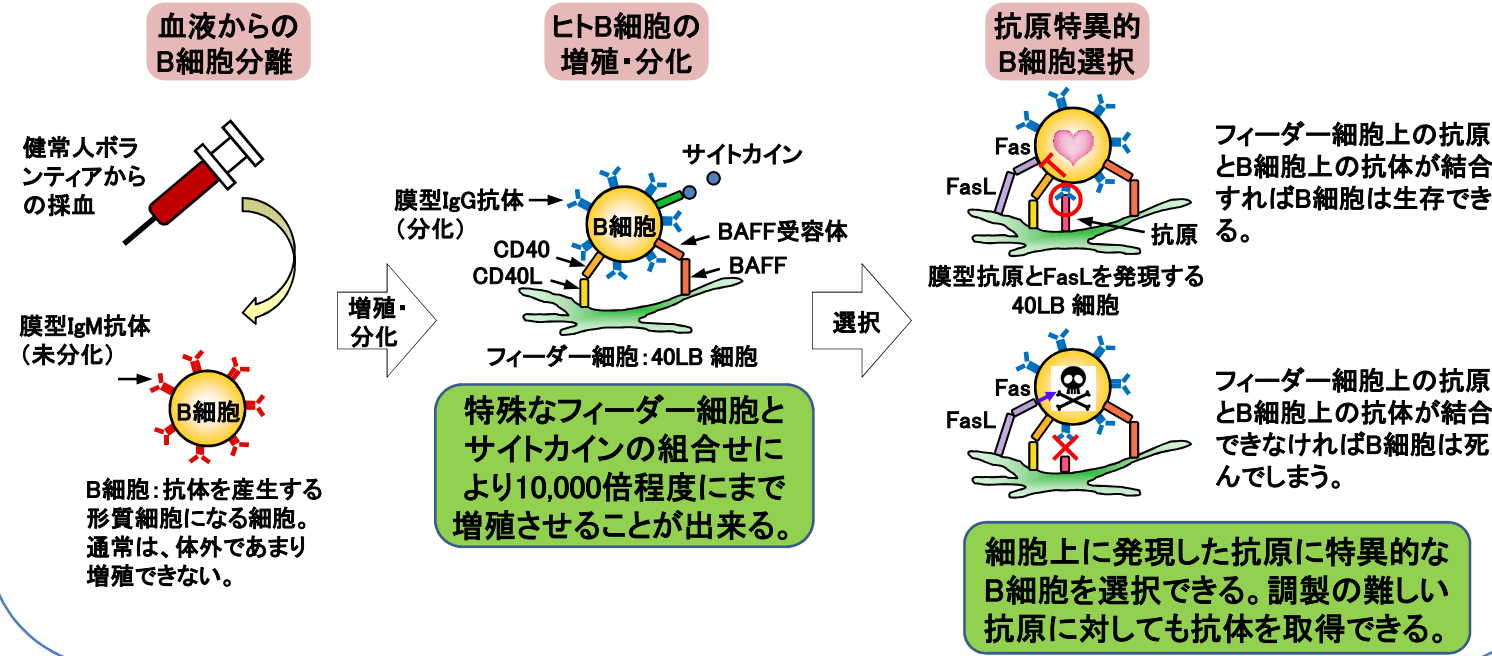 血液からの
B細胞分離
健常人ボラ
ンティアから
の採血
膜型IgM抗体
（未分化）
B細胞
B細胞：抗体を産生する
形質細胞になる細胞。
通常は、体外であまり
増殖できない。
増殖・
分化
ヒトB細胞の
増殖・分化
サイトカイン
膜型IgG抗体
（分化）
B細胞
CD40
CD40L
BAFF受容体
BAFF
フィーダー細胞：40LB 細胞
特殊なフィーダー細胞と
サイトカインの組合せに
より10,000倍程度にまで
増殖させることが出来る。
選択
抗原特異的
B細胞選択
Fas
FasL
抗原
膜型抗原とFasLを発現する
40LB 細胞
フィーダー細胞上の抗原
とB細胞上の抗体が結合
すればB細胞は生存でき
る。
Fas
FasL
フィーダー細胞上の抗原
とB細胞上の抗体が結合
できなければB細胞は死
んでしまう。
細胞上に発現した抗原に特異的な
B細胞を選択できる。調製の難しい
抗原に対しても抗体を取得できる。